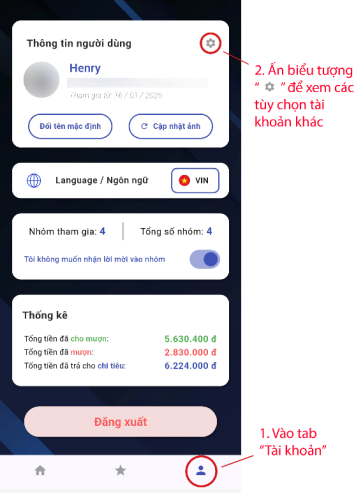 Thông tin người dùng
Henry
Tham gia từ: 16 / 01 / 2025
Đổi tên mặc định
Cập nhật ảnh
Language / Ngôn ngữ
VIN
Nhóm tham gia: 4
Tổng số nhóm: 4
Tôi không muốn nhận lời mời vào nhóm
Thống kê
Tổng tiền đã cho mượn: 5.630.400 đ
Tổng tiền đã mượn: 2.830.000 đ
Tổng tiền đã trả cho chi tiêu: 6.224.000 đ
Đăng xuất
2. Ấn biểu tượng
“ ” để xem các
tùy chọn tài
khoản khác
1. Vào tab
“Tài khoản”